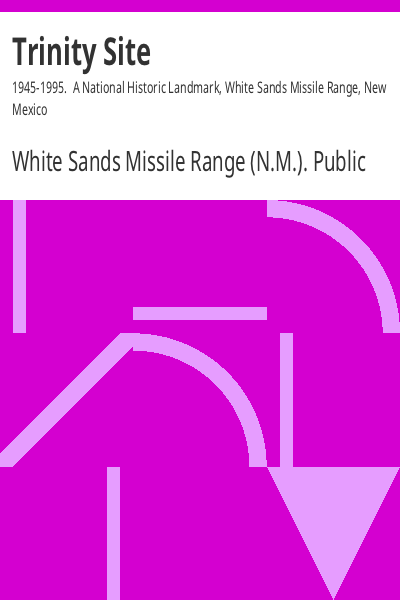 Trinity Site
1945-1995.  A National Historic Landmark, White Sands Missile Range, New
Mexico
White Sands Missile Range (N.M.). Public